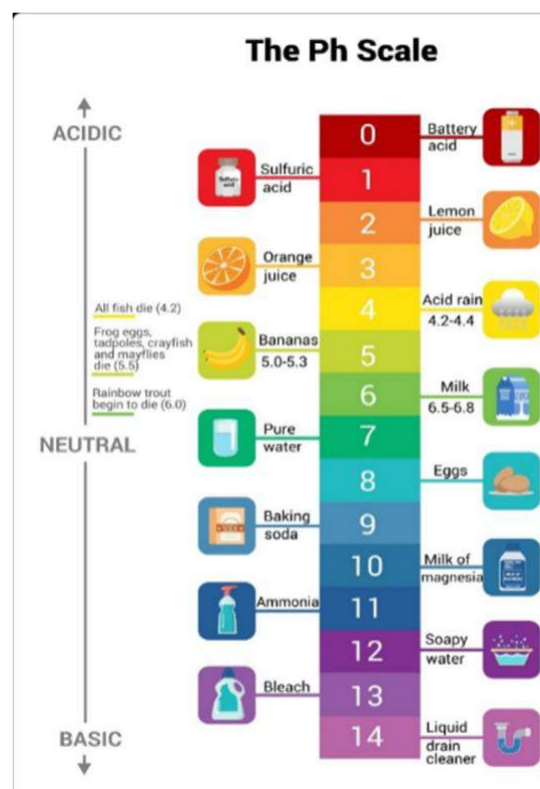 The Ph Scale
ACIDIC
0
Battery
acid
Sulfuric
acid
1
2
Lemon
juice
Orange
juice
3
All fish die (4.2)
4
Acid rain
4.2-4.4
Frog eggs,
tadpoles, crayfish
and mayflies
die (5.5)
Bananas
5.0-5.3
5
Rainbow trout
begin to die (6.0)
6
Milk
6.5-6.8
NEUTRAL
Pure
water
7
8
Eggs
Baking
soda
9
10
Milk of
magnesia
Ammonia
11
12
Soapy
water
Bleach
13
BASIC
14
Liquid
drain
cleaner